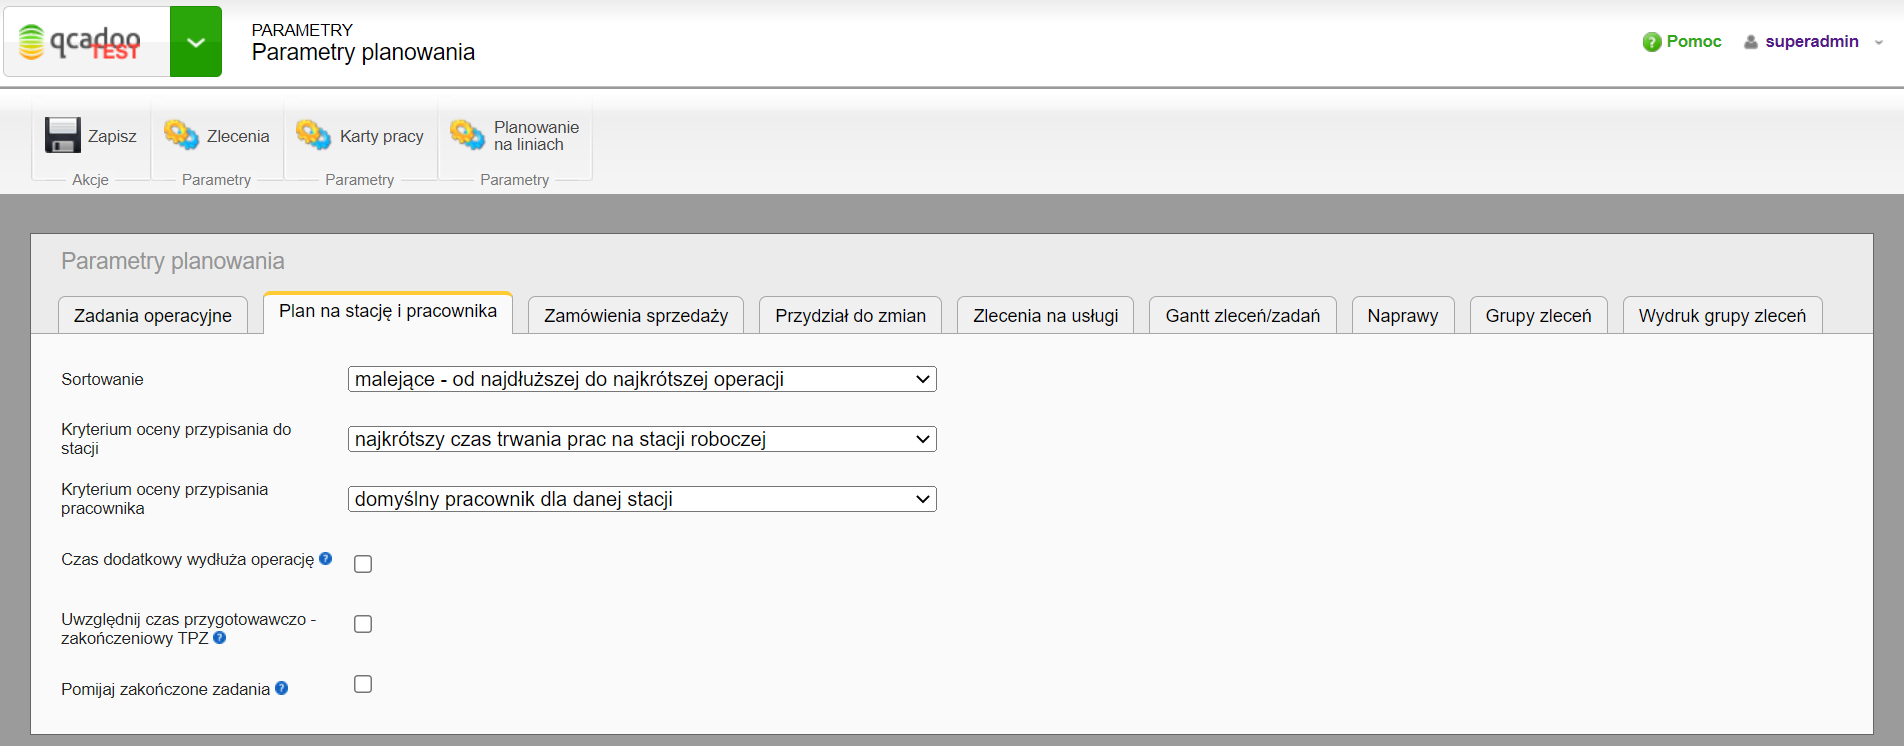 qcadoo
TEST
PARAMETRY
Parametry planowania
Pomoc
superadmin
Zapisz
Akcje
Zlecenia
Parametry
Karty pracy
Parametry
Planowanie
na liniach
Parametry
Parametry planowania
Zadania operacyjne
Plan na stację i pracownika
Zamówienia sprzedaży
Przydział do zmian
Zlecenia na usługi
Gantt zleceń/zadań
Naprawy
Grupy zleceń
Wydruk grupy zleceń
Sortowanie
malejące - od najdłuższej do najkrótszej operacji
Kryterium oceny przypisania do
stacji
najkrótszy czas trwania prac na stacji roboczej
Kryterium oceny przypisania
pracownika
domyślny pracownik dla danej stacji
Czas dodatkowy wydłuża operację ?
Uwzględnij czas przygotowawczo -
zakończeniowy TPZ ?
Pomijaj zakończone zadania ?